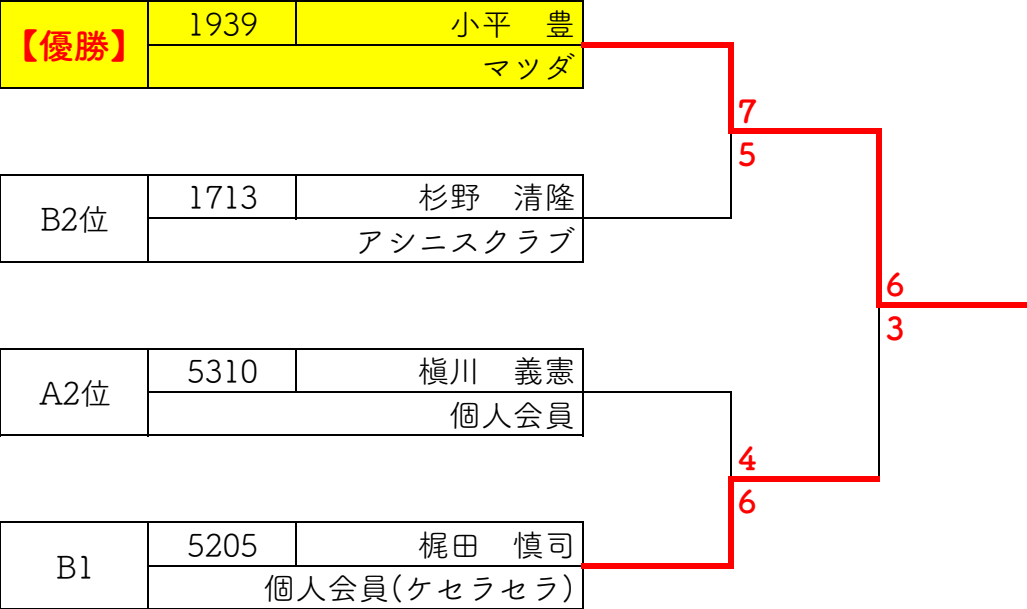 【優勝】
1939
小平　豊
マツダ
7
5
B2位
1713
杉野　清隆
アシニスクラブ
6
3
A2位
5310
槇川　義憲
個人会員
4
6
B1
5205
梶田　慎司
個人会員(ケセラセラ)